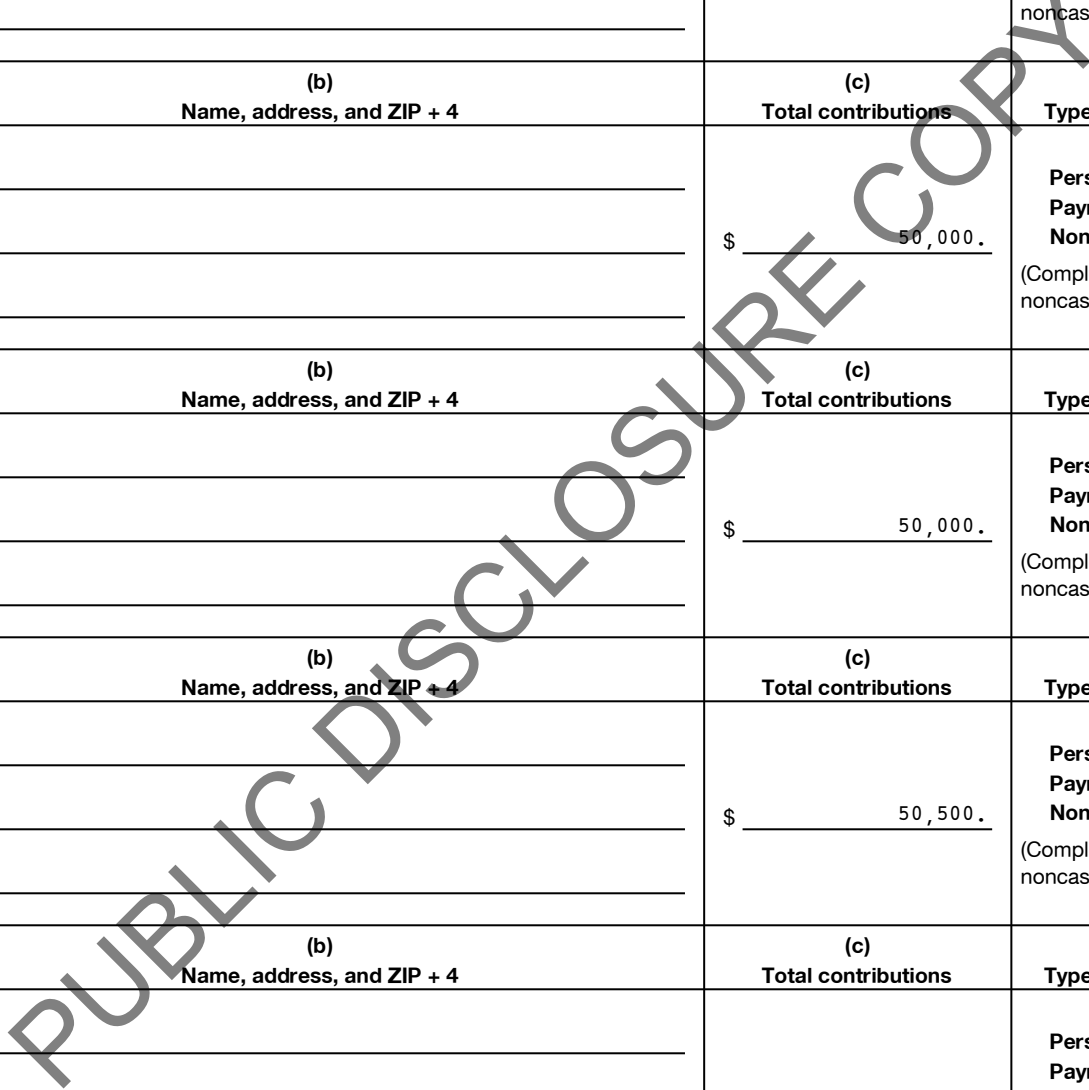 noncas
(b) (c)
Name, address, and ZIP + 4 Total contributions Type
Pers
Payr
$ 50,000. Non
(Compl
noncas
(b) (c)
Name, address, and ZIP + 4 Total contributions Type
Pers
Payr
$ 50,000. Non
(Compl
noncas
(b) (c)
Name, address, and ZIP + 4 Total contributions Type
Pers
Payr
$ 50,500. Non
(Compl
noncas
(b) (c)
Name, address, and ZIP + 4 Total contributions Type
Pers
Payr
PUBLIC DISCLOSURE COPY